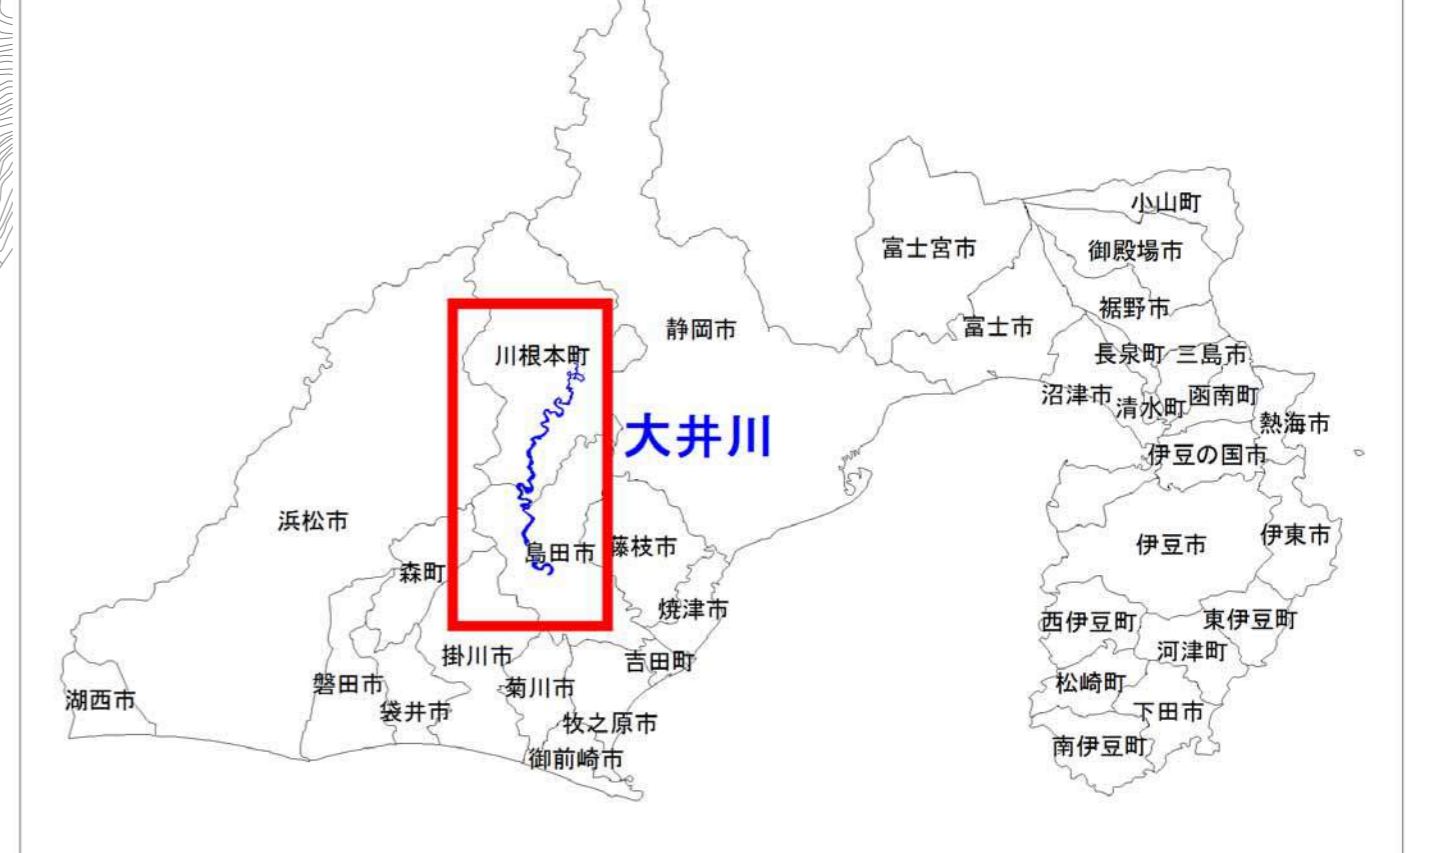 小山町
富士宮市
御殿場市
裾野市
富士市
静岡市
川根本町
長泉町
三島市
沼津市
清水町
函南町
熱海市
大井川
伊豆の国市
浜松市
島田市
藤枝市
伊豆市
伊東市
森町
焼津市
西伊豆町
東伊豆町
掛川市
吉田町
河津町
湖西市
磐田市
菊川市
松崎町
袋井市
牧之原市
下田市
御前崎市
南伊豆町